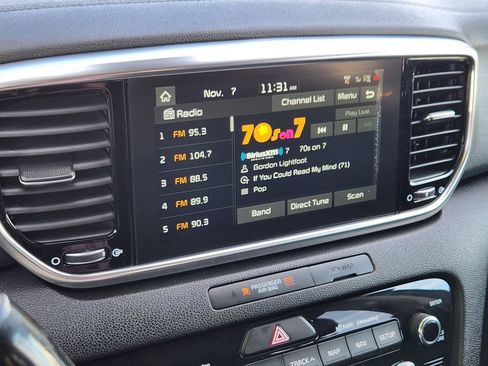 Nov. 7 11:31 AM
Radio Channel List Menu
Play Live
1 FM 95.3
2 FM 104.7
3 FM 88.5
4 FM 89.9
5 FM 90.3
70s on 7
SiriusXM 7 70s on 7
Gordon Lightfoot
If You Could Read My Mind (71)
Pop
Band Direct Tune Scan
PASSENGER
AIR BAG
ENTER
TRACK MAP NAV SETUP